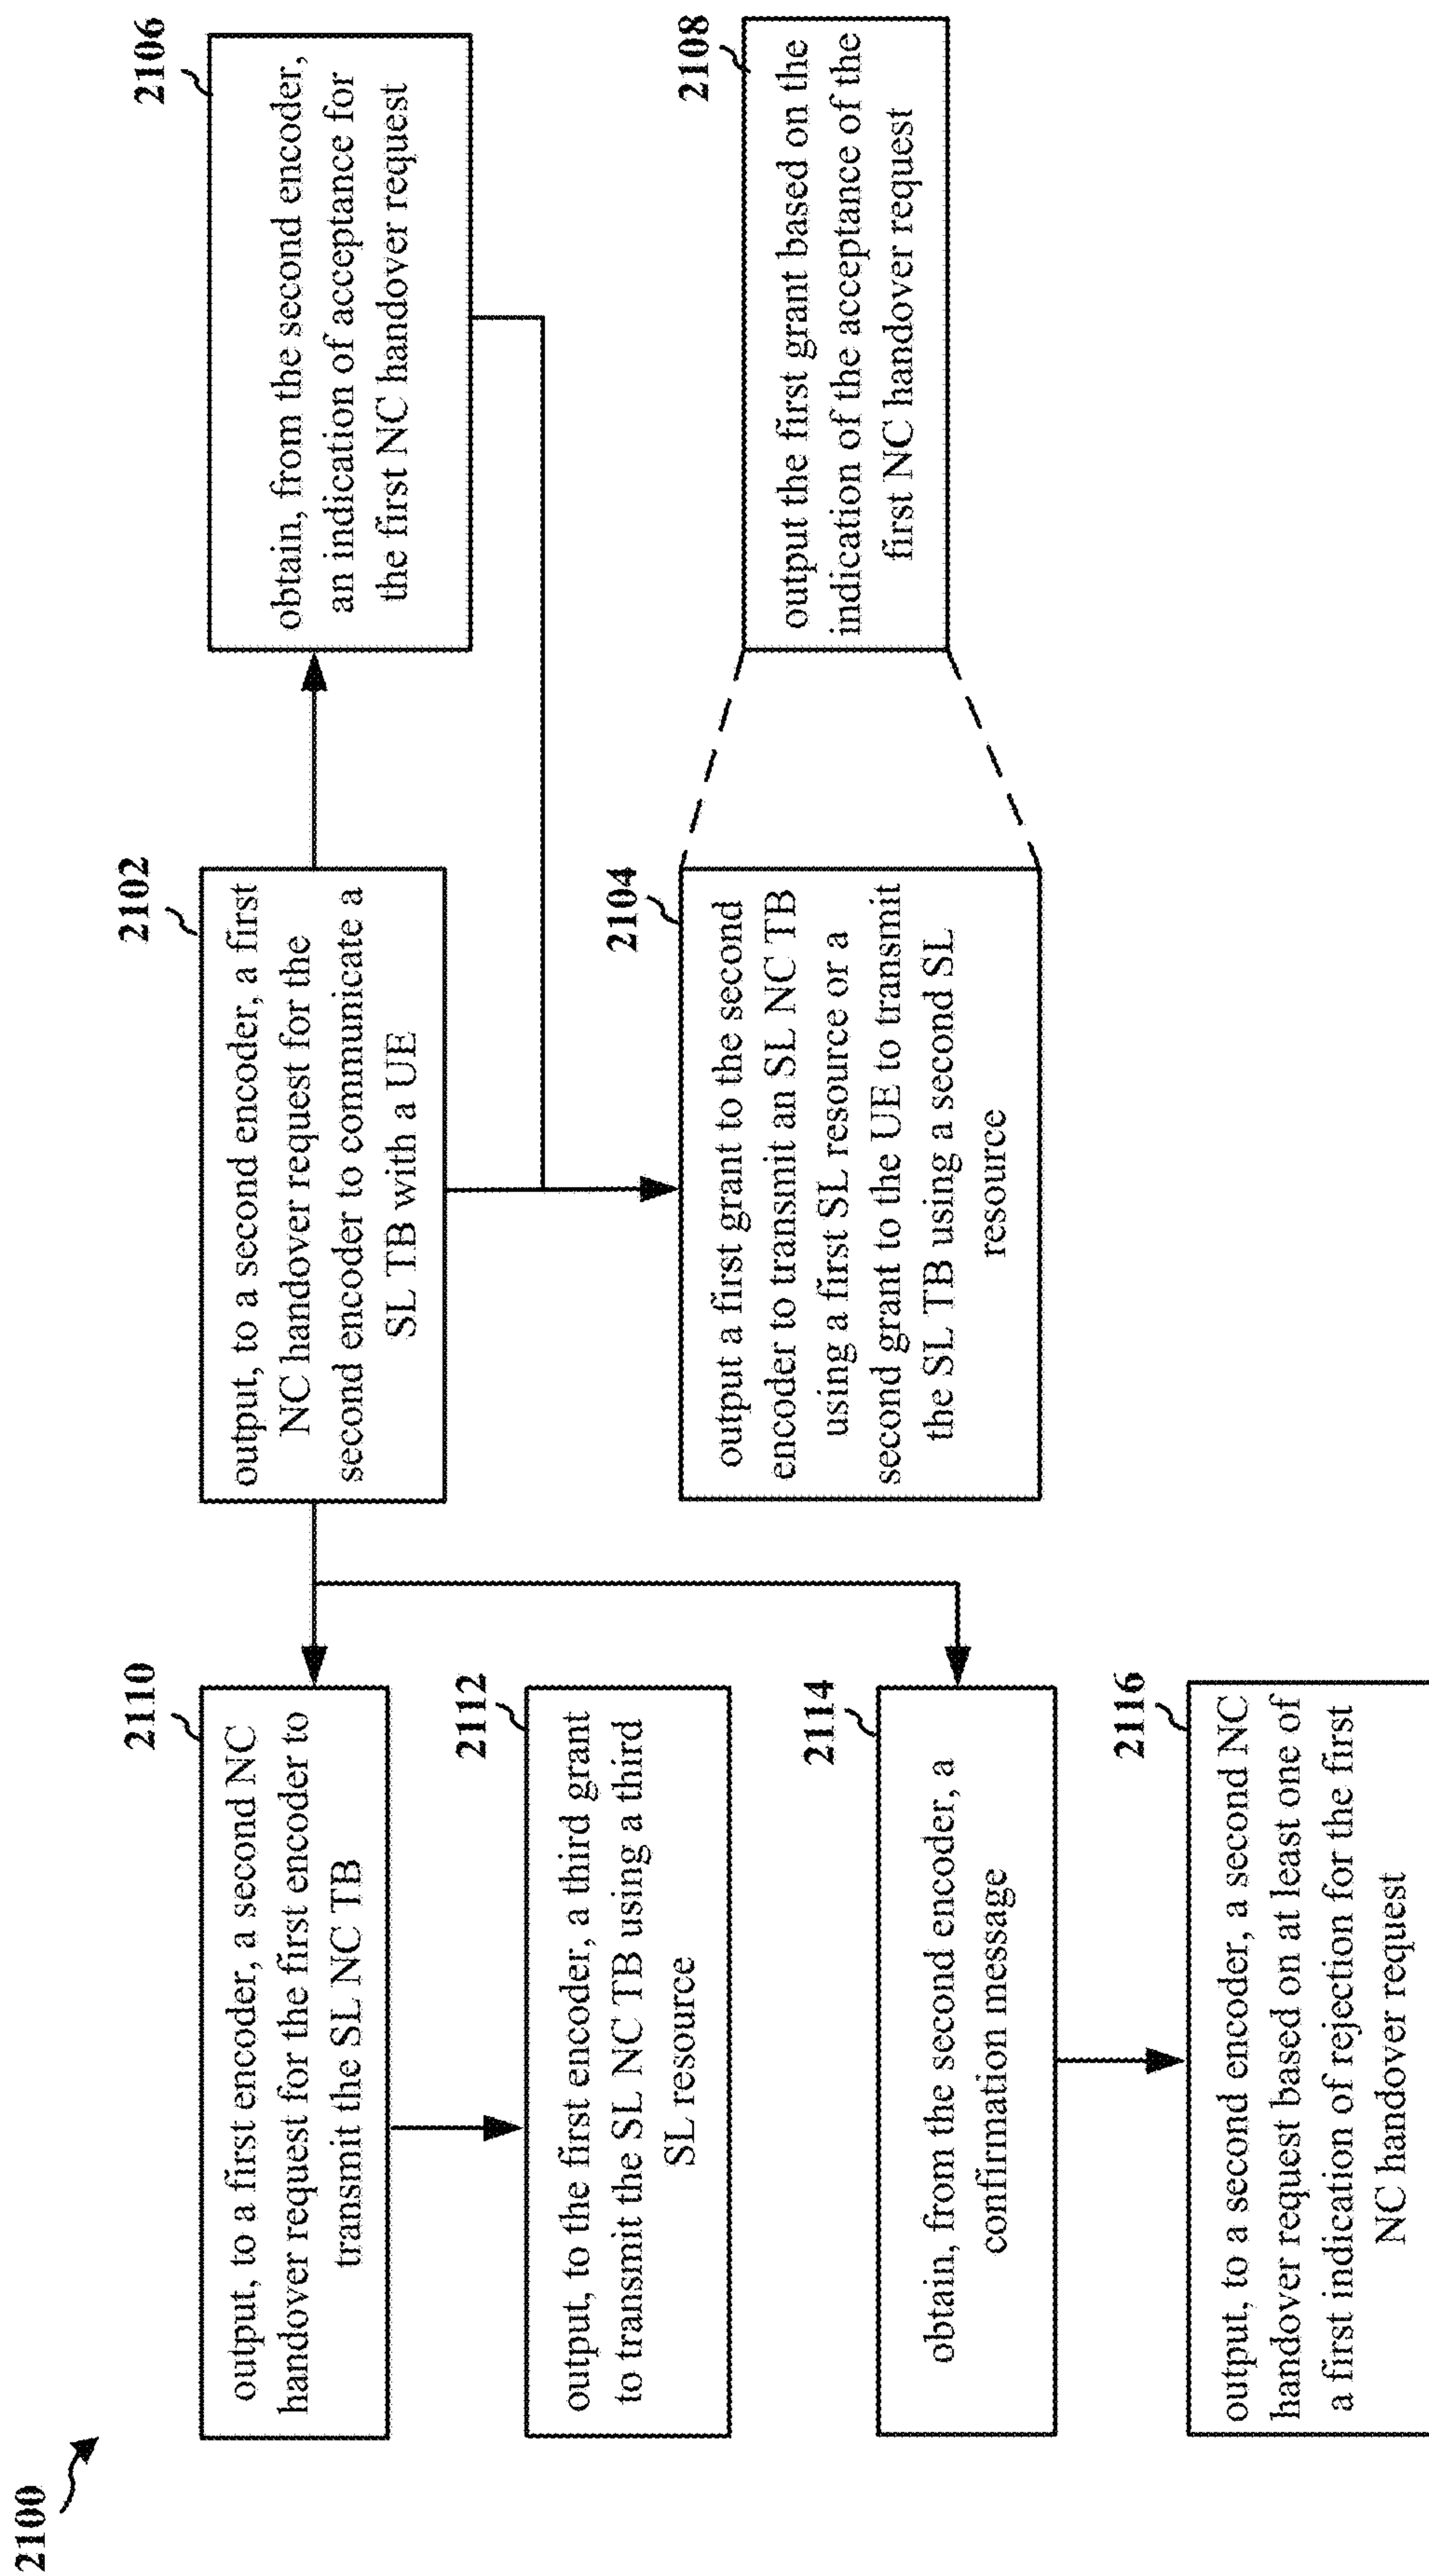 2100
2110
output, to a first encoder, a second NC
handover request for the first encoder to
transmit the SL NC TB
2112
output, to the first encoder, a third grant
to transmit the SL NC TB using a third
SL resource
2114
obtain, from the second encoder, a
confirmation message
2116
output, to a second encoder, a second NC
handover request based on at least one of
a first indication of rejection for the first
NC handover request
2102
output, to a second encoder, a first
NC handover request for the
second encoder to communicate a
SL TB with a UE
2104
output a first grant to the second
encoder to transmit an SL NC TB
using a first SL resource or a
second grant to the UE to transmit
the SL TB using a second SL
resource
2106
obtain, from the second encoder,
an indication of acceptance for
the first NC handover request
2108
output the first grant based on the
indication of the acceptance of the
first NC handover request